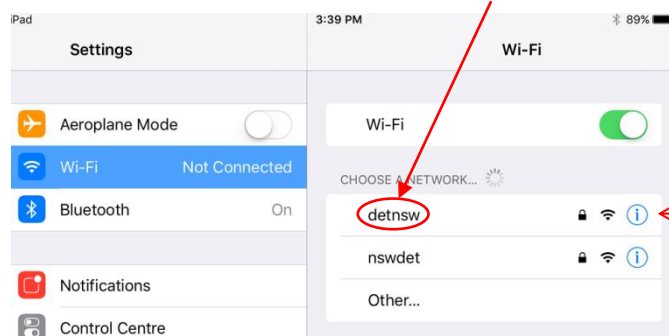 iPad 3:39 PM 89%
Settings Wi-Fi
Aeroplane Mode Wi-Fi
Wi-Fi Not Connected
CHOOSE A NETWORK...
Bluetooth On detnsw
nswdet
Notifications
Other...
Control Centre